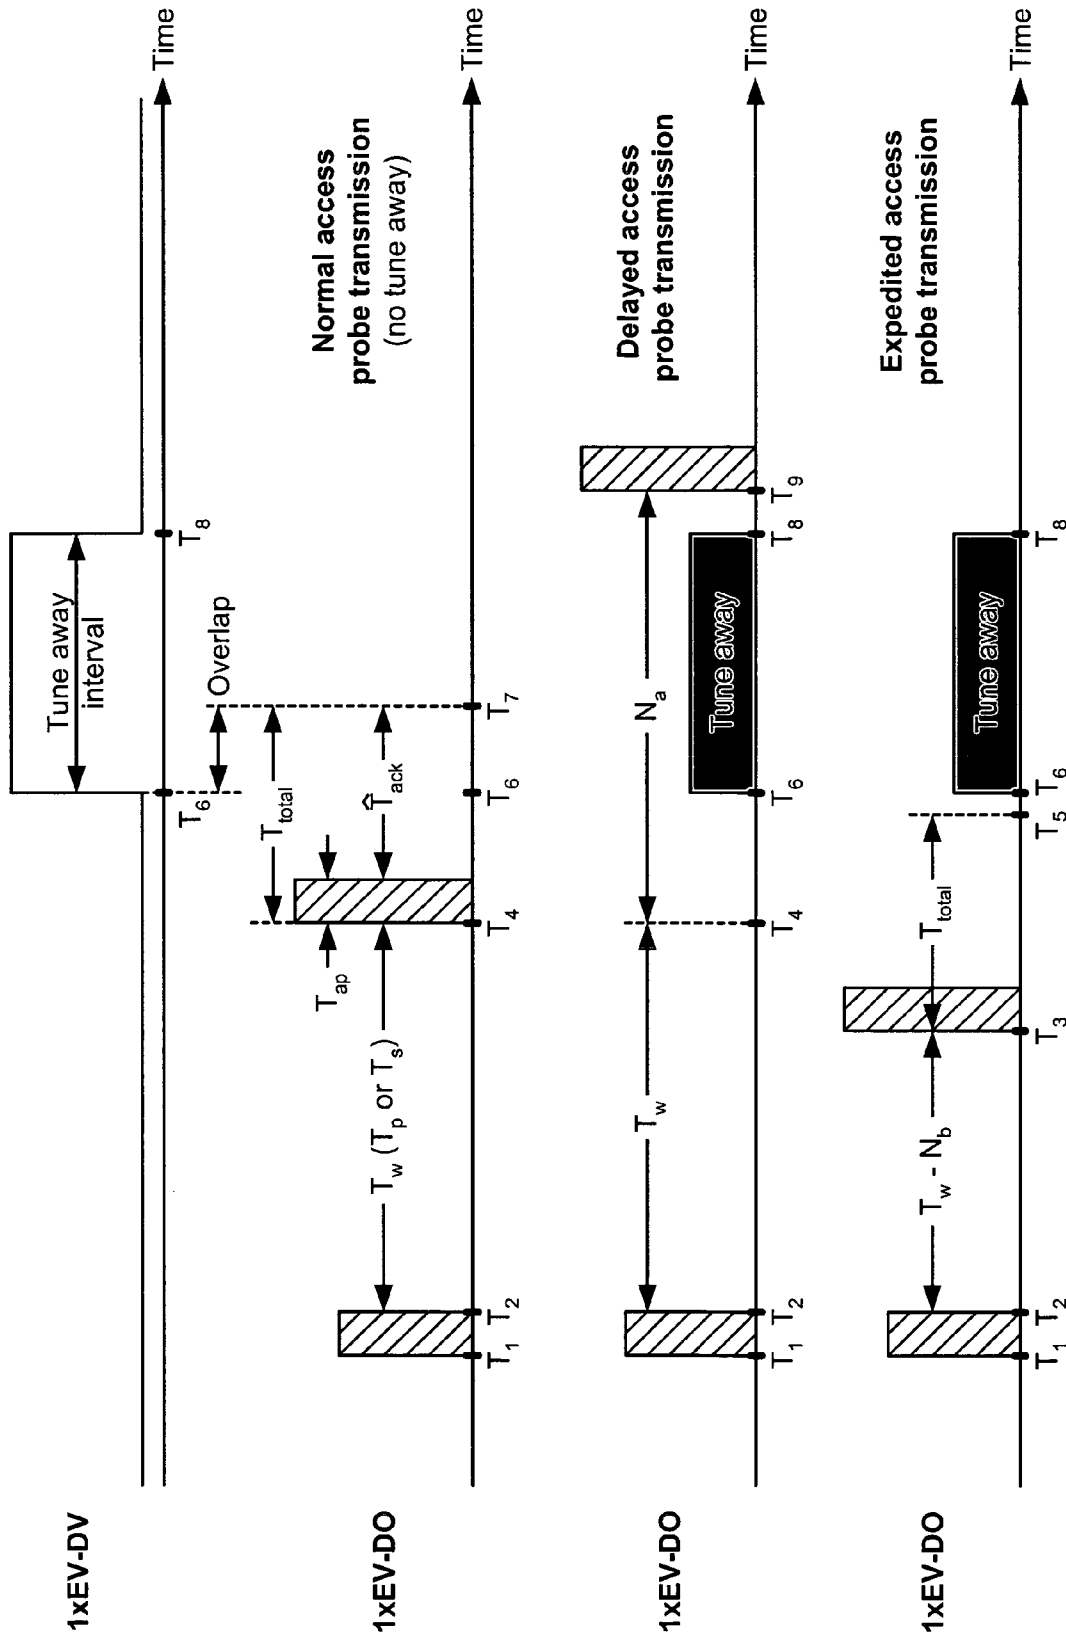 1xEV-DV
Tune away
interval
T6
T8
Time
Overlap
1xEV-DO
Normal access
probe transmission
(no tune away)
Ttotal
Tap
Tw (Tp or Ts)
T̂ack
T1
T2
T4
T6
T7
Time
1xEV-DO
Delayed access
probe transmission
Tw
Na
Tune away
T1
T2
T4
T6
T8
T9
Time
1xEV-DO
Expedited access
probe transmission
Tw - Nb
Ttotal
Tune away
T1
T2
T3
T5
T6
T8
Time